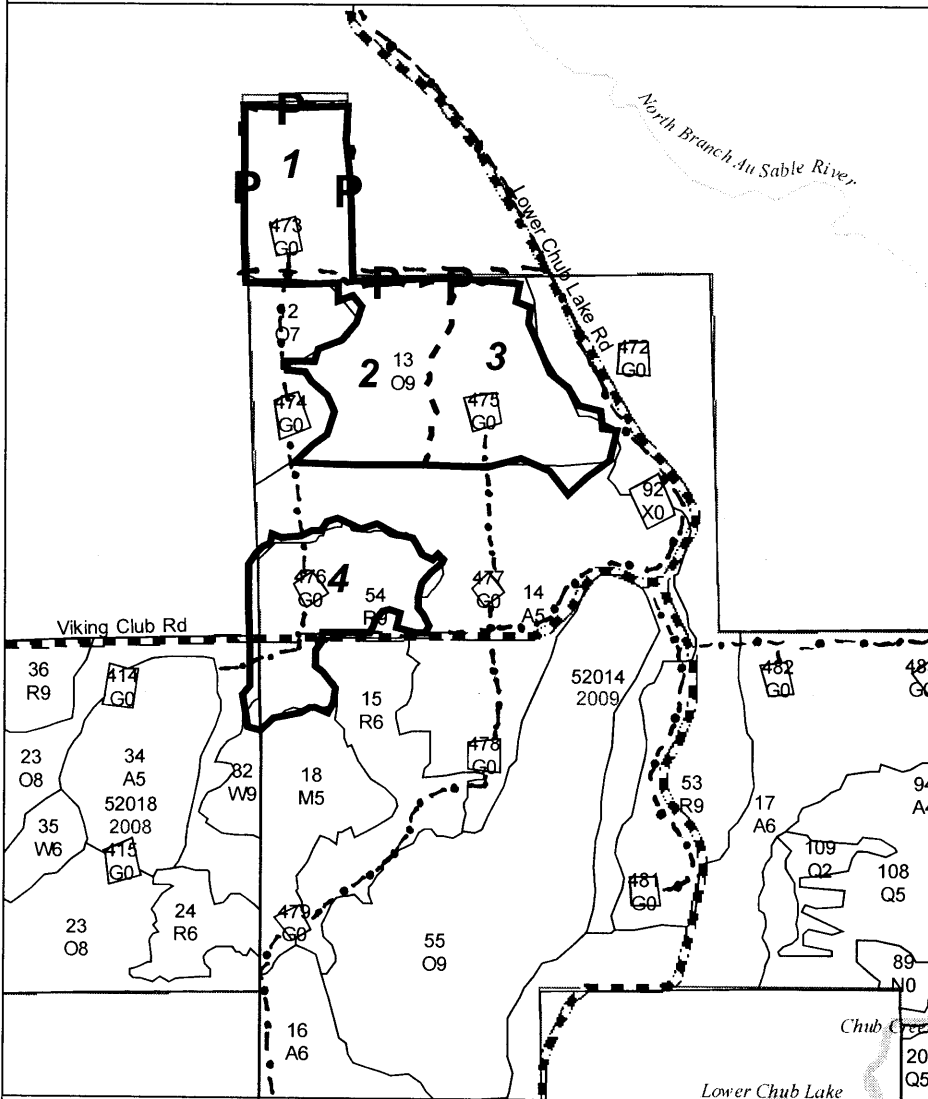 North Branch Au Sable River
P
1
P
P
473
G0
Lower Chub Lake Rd
P
P
2
O7
13
O9
2
3
472
G0
474
G0
475
G0
92
X0
4
476
G0
54
R9
477
G0
14
A5
Viking Club Rd
36
R9
414
G0
15
R6
52014
2009
482
G0
23
O8
34
A5
52018
2008
82
W9
18
M5
478
G0
53
R9
17
A6
94
35
W6
415
G0
109
Q2
108
Q5
24
R6
23
O8
479
G0
481
G0
55
O9
89
N0
16
A6
Chub Cree
20
Q5
Lower Chub Lake